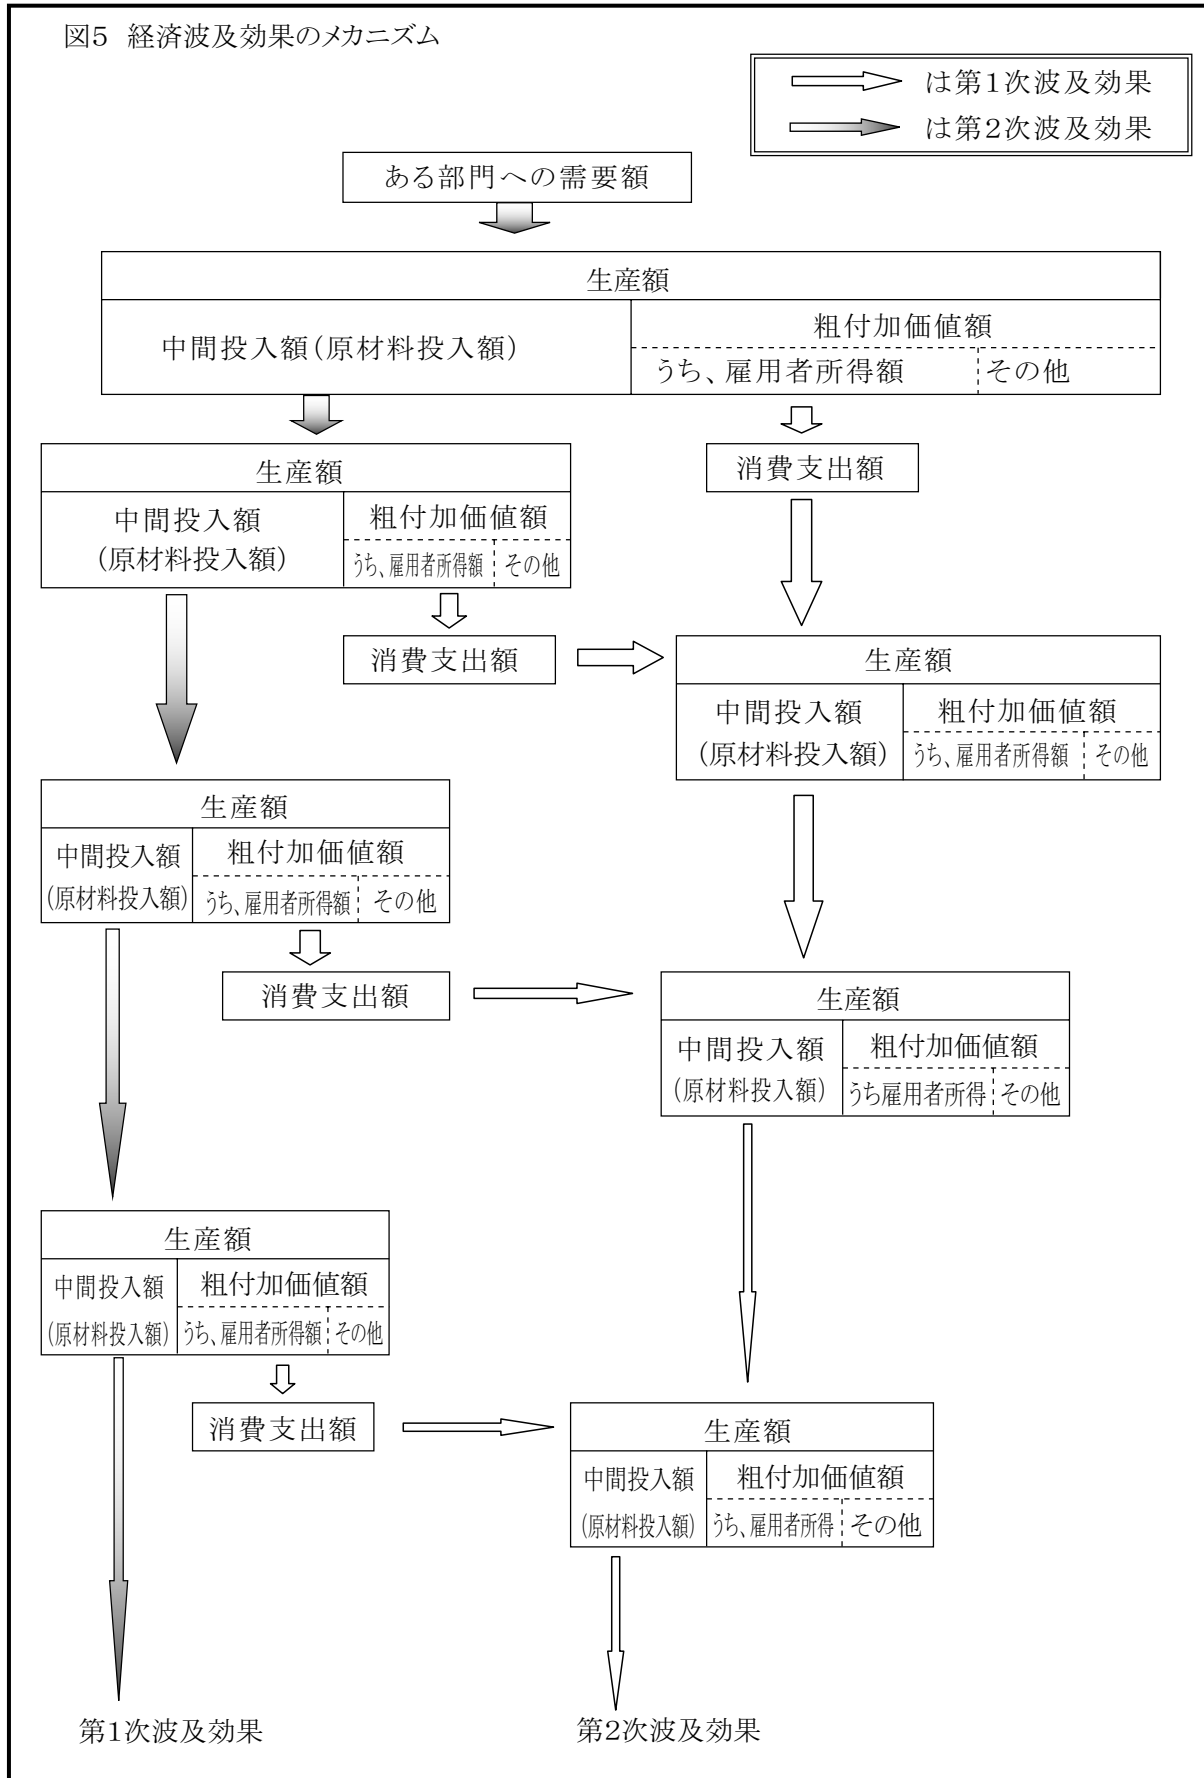 図5 経済波及効果のメカニズム
は第1次波及効果
は第2次波及効果
ある部門への需要額
生産額
中間投入額(原材料投入額)
粗付加価値額
うち、雇用者所得額
その他
生産額
中間投入額
(原材料投入額)
粗付加価値額
うち、雇用者所得額
その他
消費支出額
消費支出額
生産額
中間投入額
(原材料投入額)
粗付加価値額
うち、雇用者所得額
その他
生産額
中間投入額
(原材料投入額)
粗付加価値額
うち、雇用者所得額
その他
消費支出額
生産額
中間投入額
(原材料投入額)
粗付加価値額
うち雇用者所得
その他
生産額
中間投入額
(原材料投入額)
粗付加価値額
うち、雇用者所得額
その他
消費支出額
生産額
中間投入額
(原材料投入額)
粗付加価値額
うち、雇用者所得
その他
第1次波及効果
第2次波及効果